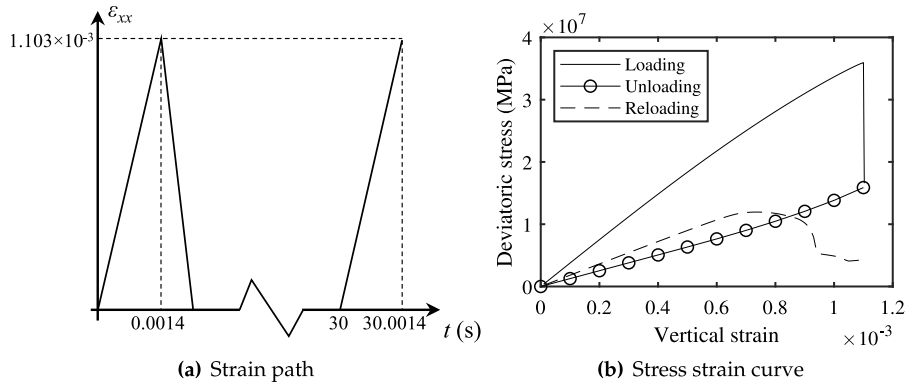 ε_xx
1.103×10⁻³
0.0014
30
30.0014
t (s)
(a) Strain path
×10⁷
4
3
2
1
0
Deviatoric stress (MPa)
Loading
Unloading
Reloading
0 0.2 0.4 0.6 0.8 1 1.2
Vertical strain
×10⁻³
(b) Stress strain curve